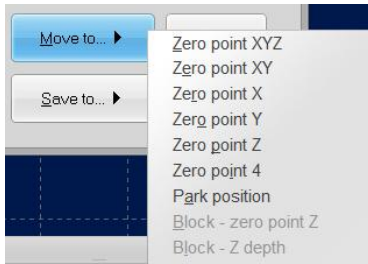 Move to...
Save to...
Zero point XYZ
Zero point XY
Zero point X
Zero point Y
Zero point Z
Zero point 4
Park position
Block - zero point Z
Block - Z depth